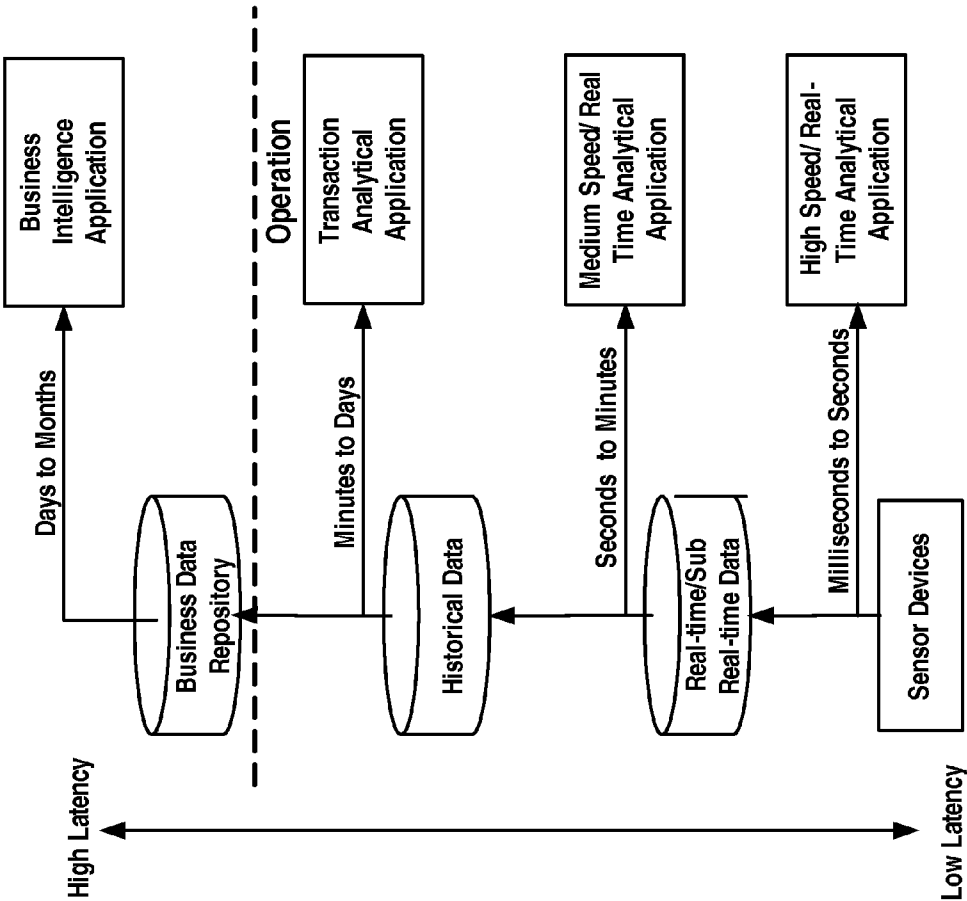 High Latency
Low Latency
Business Data
Repository
Days to Months
Business
Intelligence
Application
Operation
Historical Data
Minutes to Days
Transaction
Analytical
Application
Real-time/Sub
Real-time Data
Seconds to Minutes
Medium Speed/ Real
Time Analytical
Application
Sensor Devices
Milliseconds to Seconds
High Speed/ Real-
Time Analytical
Application